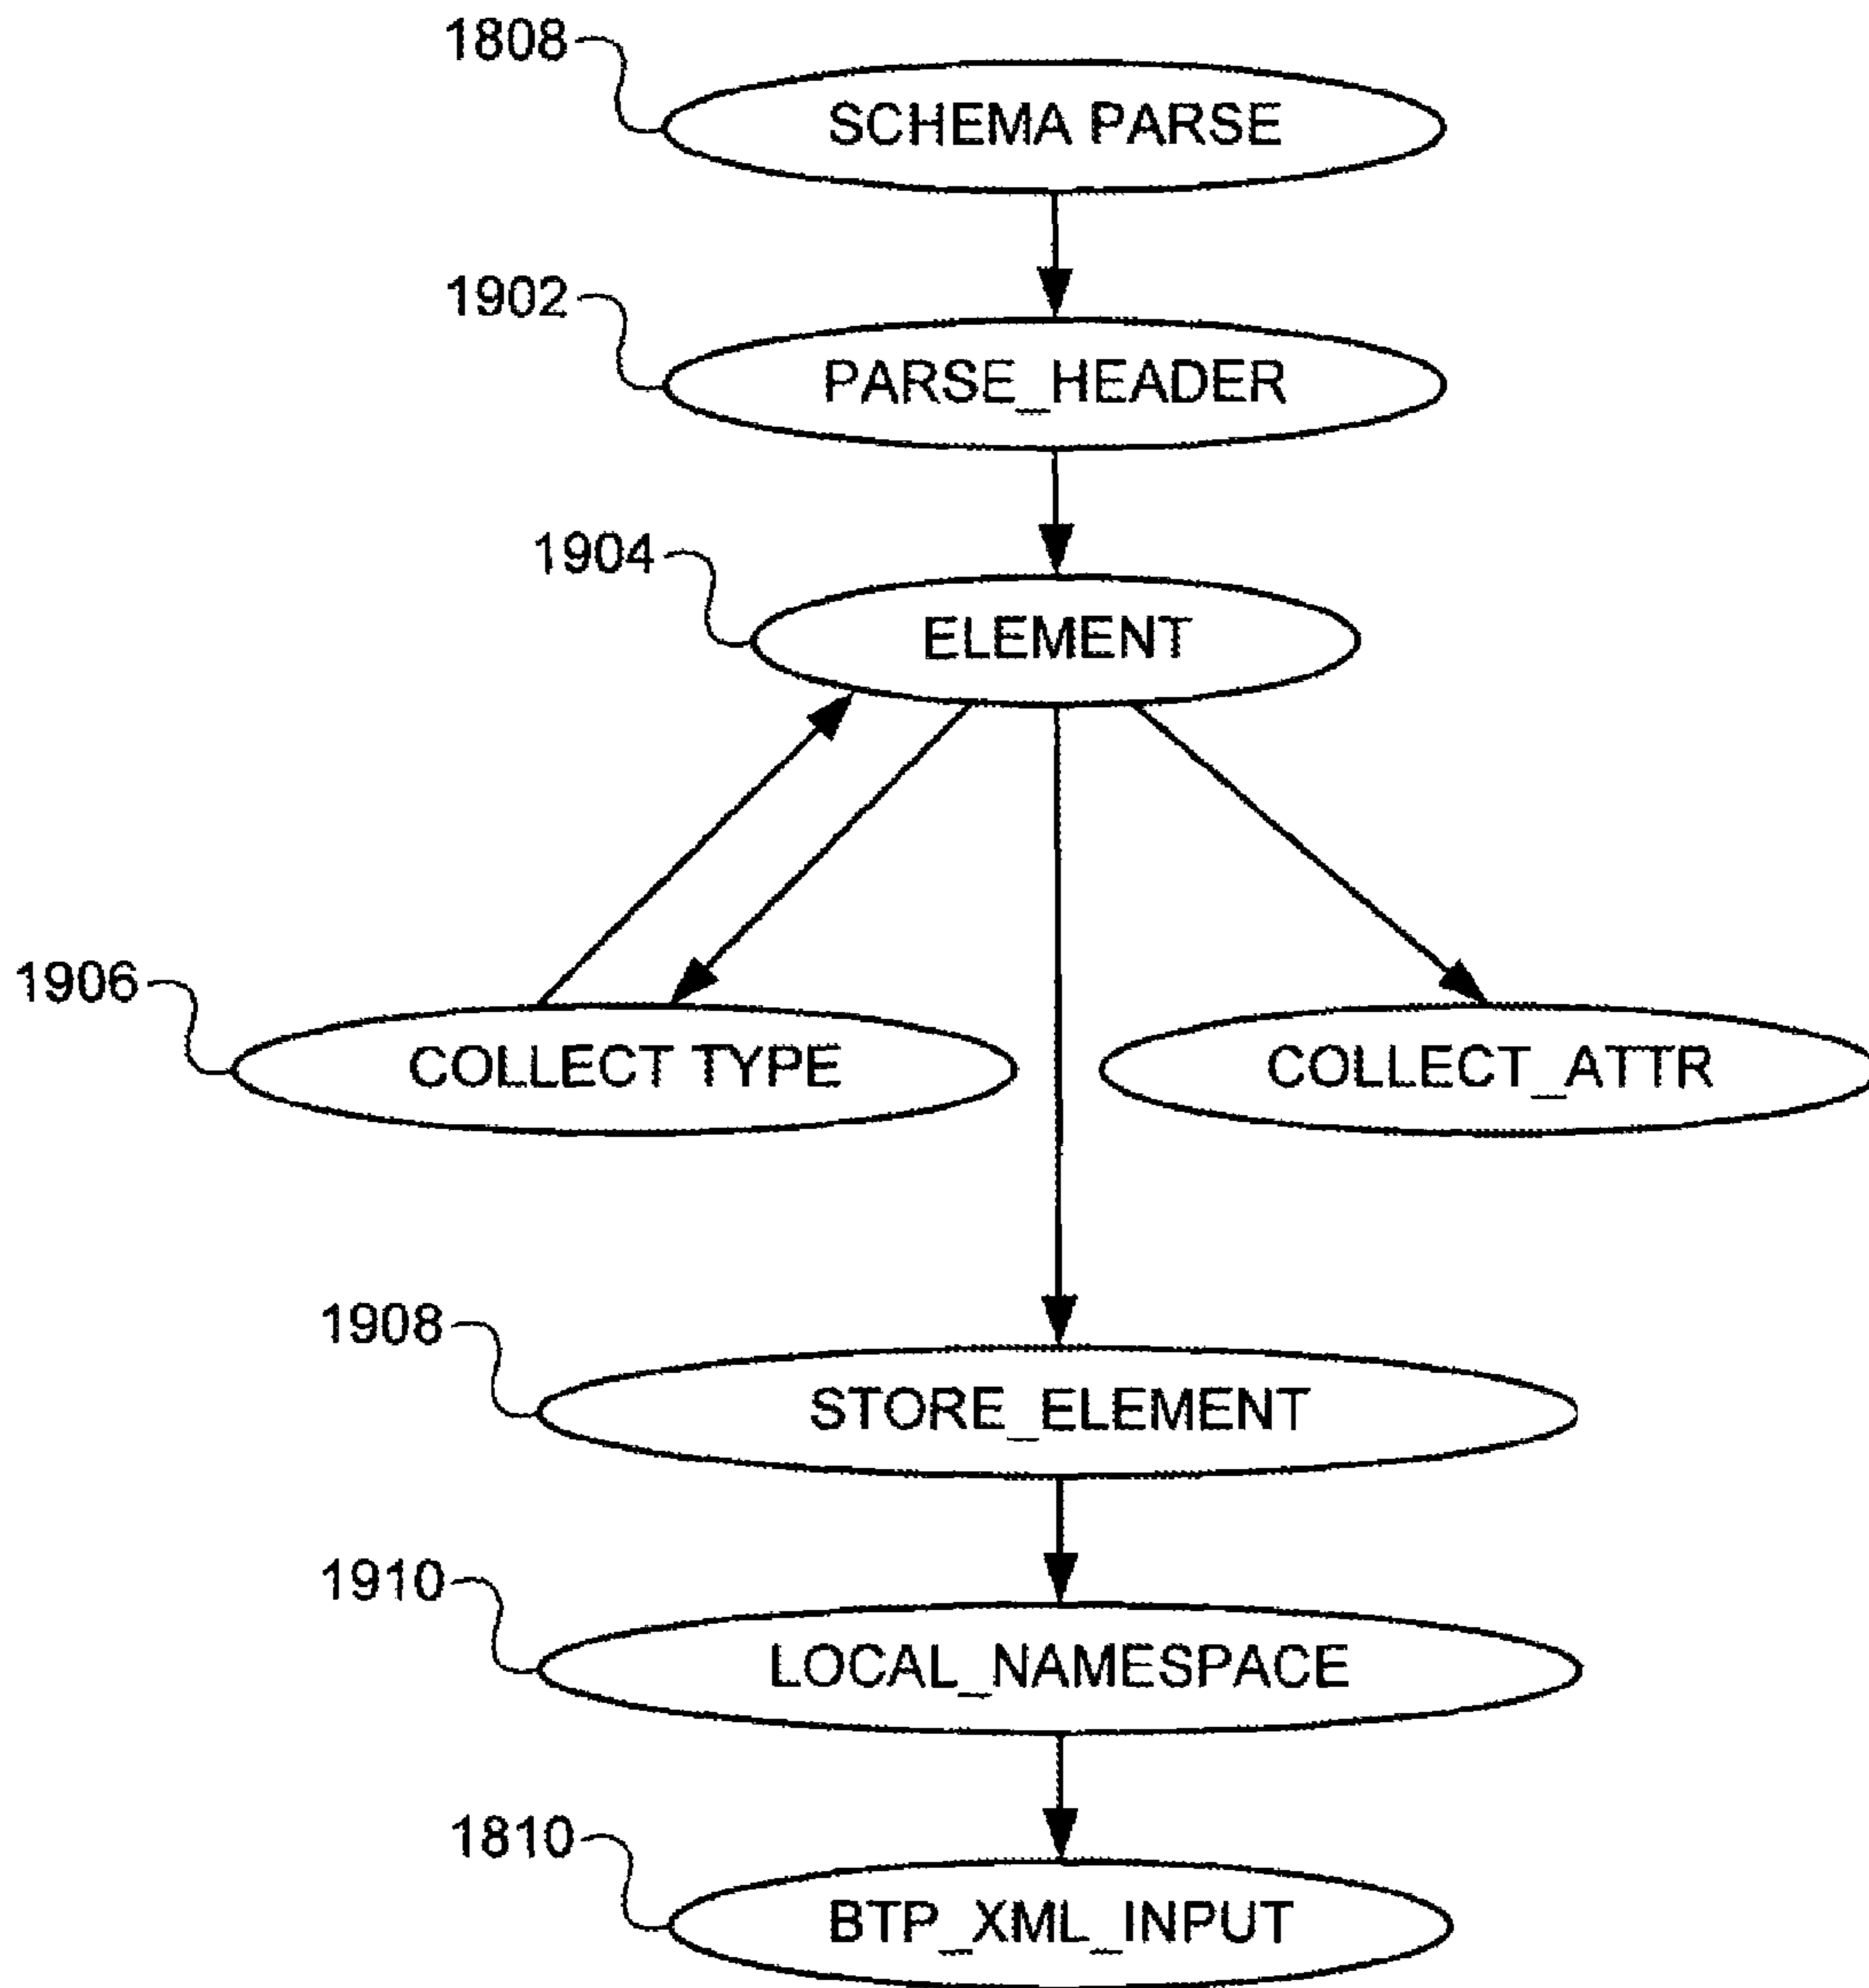 1808
SCHEMA PARSE
1902
PARSE_HEADER
1904
ELEMENT
1906
COLLECT TYPE
COLLECT_ATTR
1908
STORE_ELEMENT
1910
LOCAL_NAMESPACE
1810
BTP_XML_INPUT